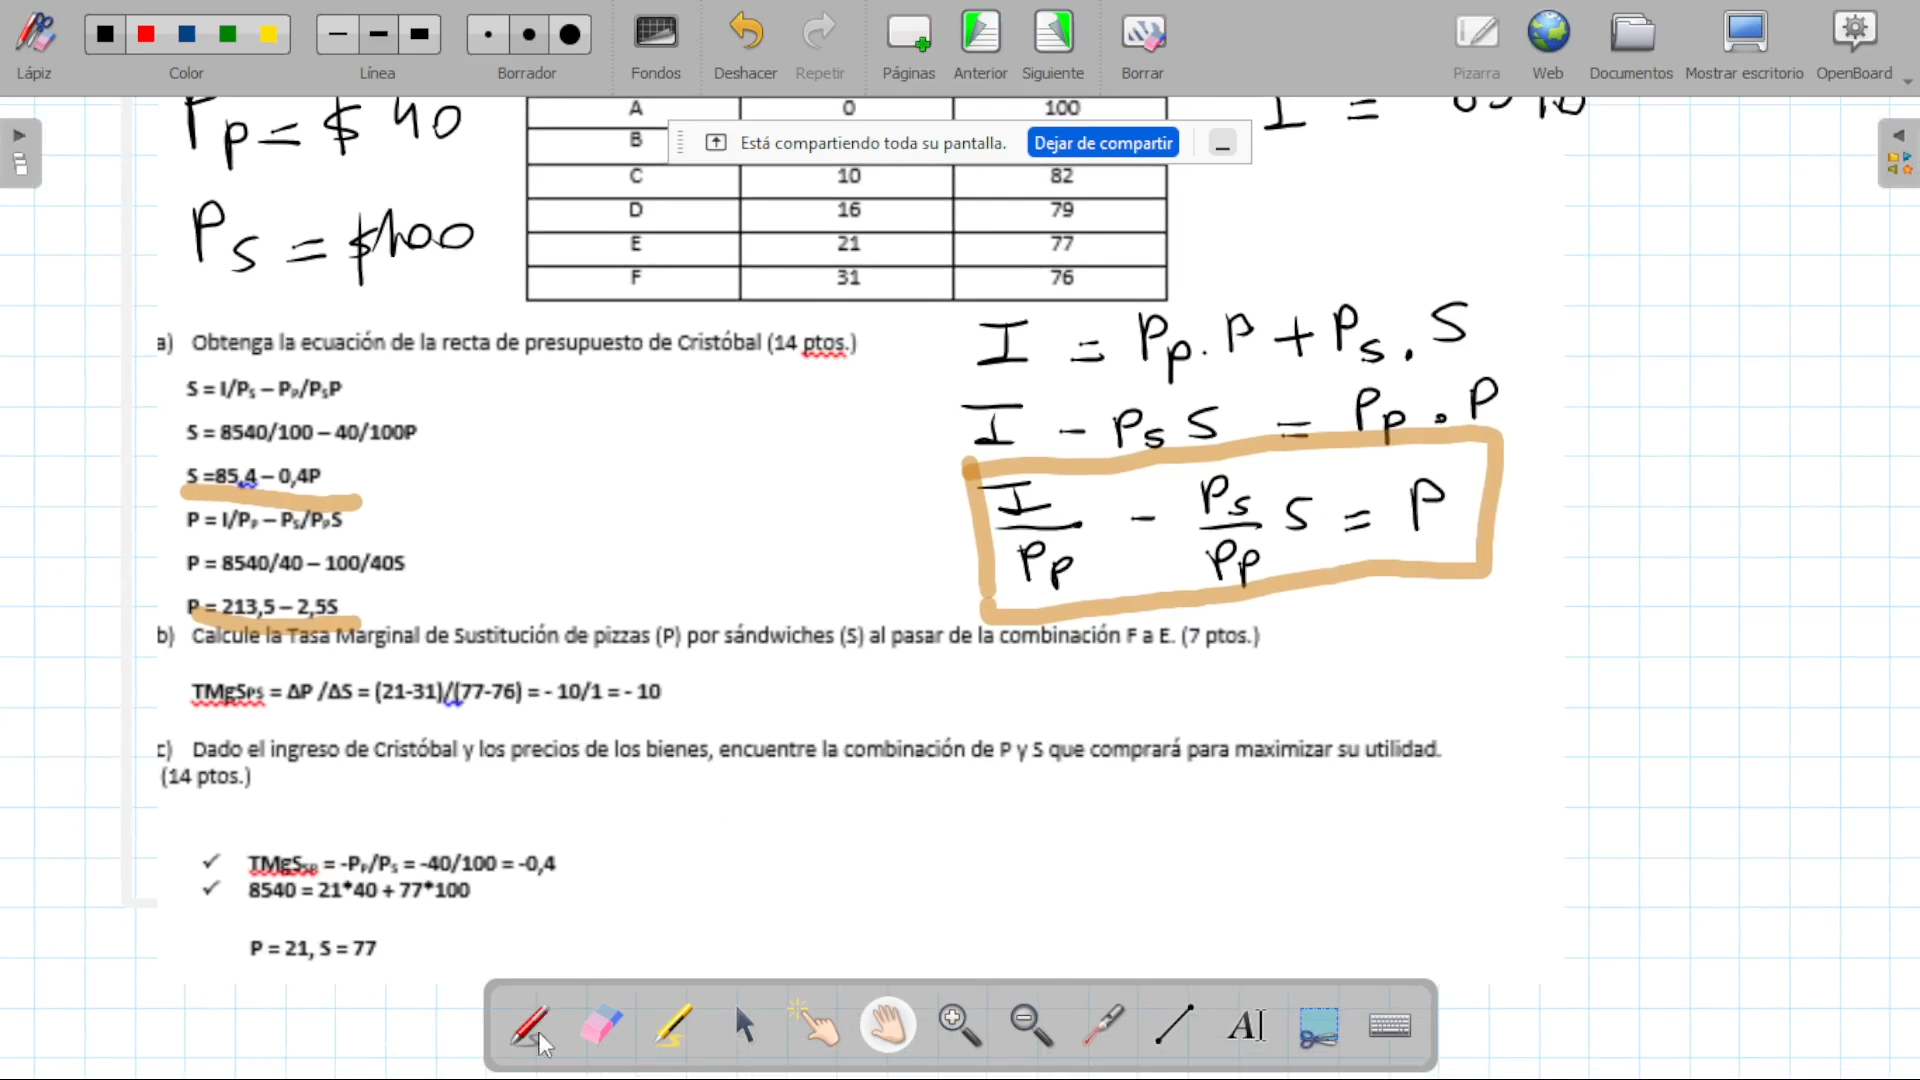 Lápiz
Color
Línea
Borrador
Fondos
Deshacer
Repetir
Páginas
Anterior
Siguiente
Borrar
Pizarra
Web
Documentos
Mostrar escritorio
OpenBoard
Pp = $ 40
A 0 100
I =
B
Está compartiendo toda su pantalla.
Dejar de compartir
C 10 82
D 16 79
Ps = $100
E 21 77
F 31 76
a) Obtenga la ecuación de la recta de presupuesto de Cristóbal (14 ptos.)
S = I/Ps – Pp/PsP
S = 8540/100 – 40/100P
S =85,4 – 0,4P
P = I/Pp – Ps/PpS
P = 8540/40 – 100/40S
P = 213,5 – 2,5S
I = Pp . P + Ps . S
I - Ps S = Pp . P
I/Pp - Ps/Pp S = P
b) Calcule la Tasa Marginal de Sustitución de pizzas (P) por sándwiches (S) al pasar de la combinación F a E. (7 ptos.)
TMgSPS = ΔP /ΔS = (21-31)/(77-76) = - 10/1 = - 10
c) Dado el ingreso de Cristóbal y los precios de los bienes, encuentre la combinación de P y S que comprará para maximizar su utilidad.
(14 ptos.)
✓ TMgSSP = -Pp/Ps = -40/100 = -0,4
✓ 8540 = 21*40 + 77*100
P = 21, S = 77